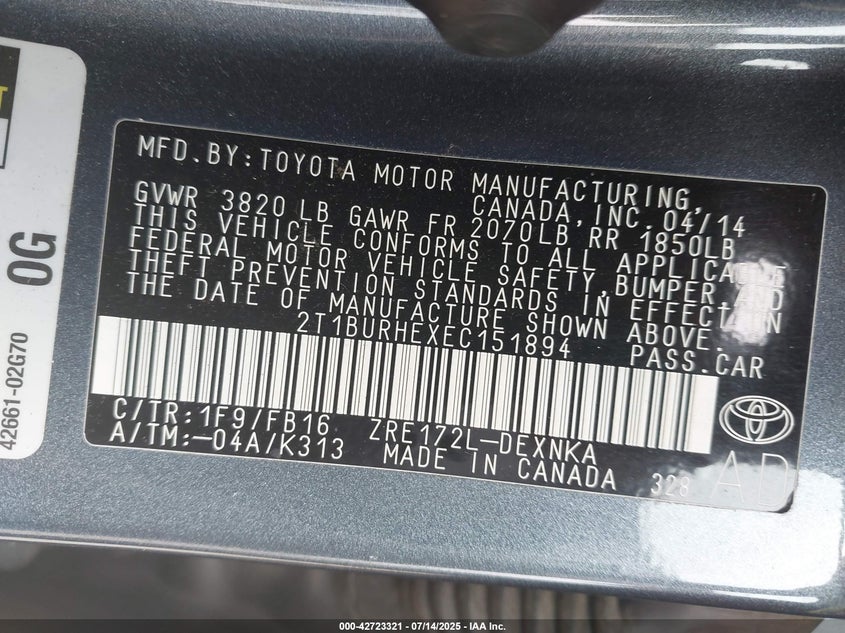 MFD.BY:TOYOTA MOTOR MANUFACTURING,
CANADA,INC. 04/14
GVWR 3820 LB GAWR FR 2070LB RR 1850LB
THIS VEHICLE CONFORMS TO ALL APPLICABLE
FEDERAL MOTOR VEHICLE SAFETY,BUMPER,AND
THEFT PREVENTION STANDARDS IN EFFECT ON
THE DATE OF MANUFACTURE SHOWN ABOVE.
2T1BURHEXEC151894 PASS.CAR
C/TR:1F9/FB16 ZRE172L-DEXNKA
A/TM:-04A/K313 MADE IN CANADA 328
AD
TOYOTA
0G
42661-02G70
000-42723321 - 07/14/2025 - IAA Inc.